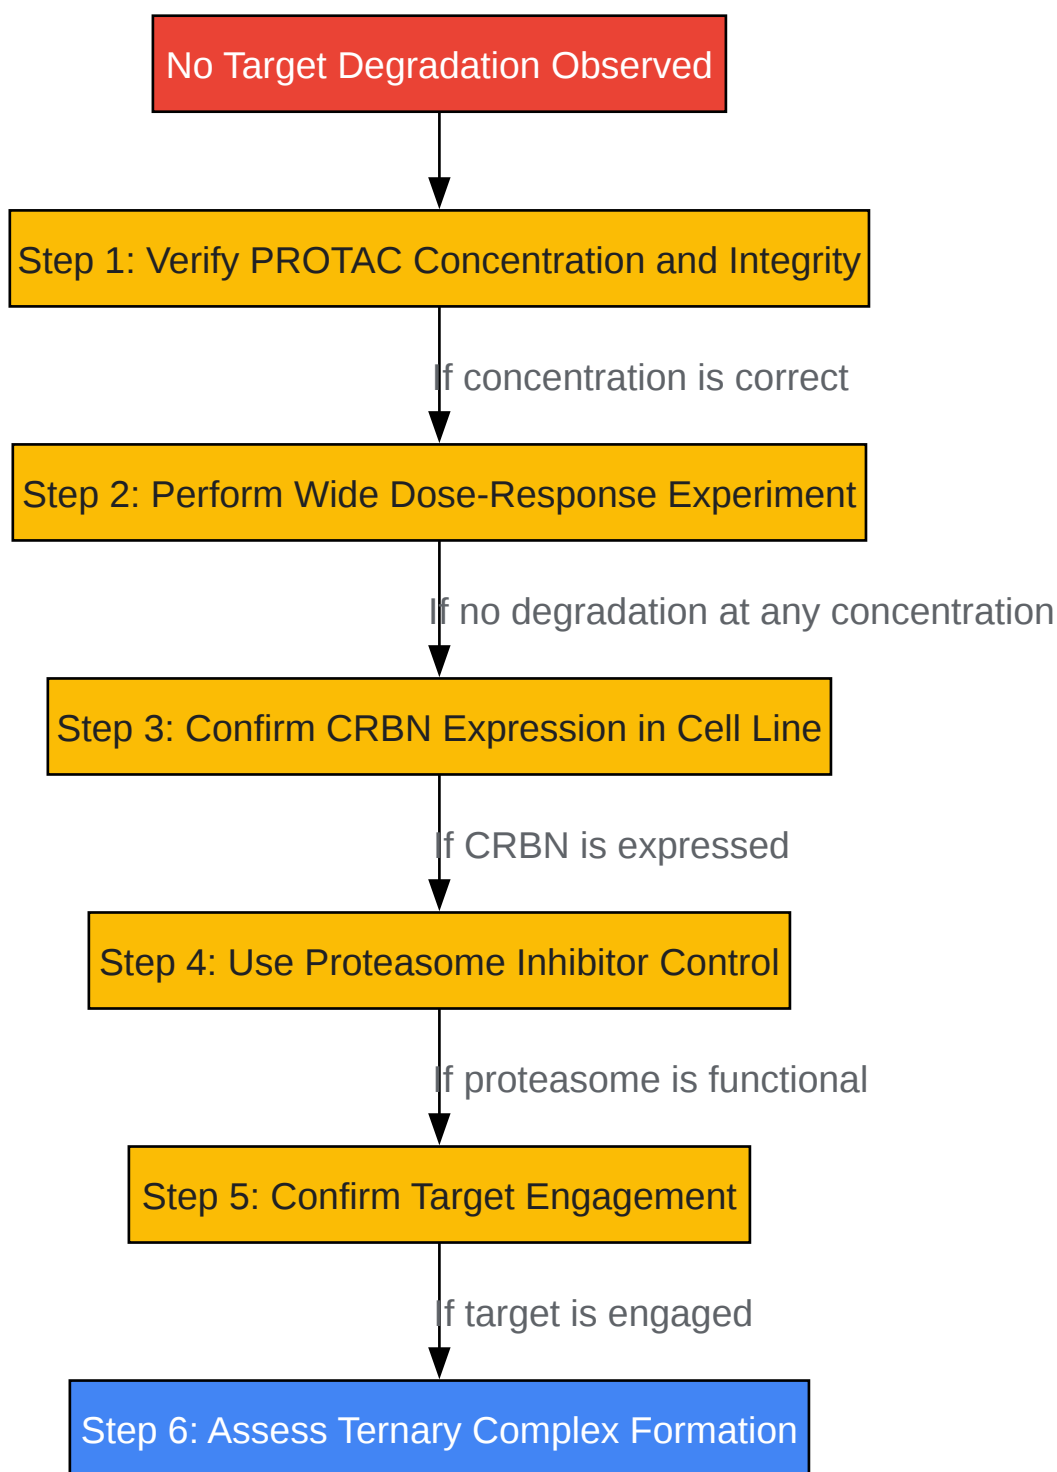 No Target Degradation Observed
Step 1: Verify PROTAC Concentration and Integrity
If concentration is correct
Step 2: Perform Wide Dose-Response Experiment
If no degradation at any concentration
Step 3: Confirm CRBN Expression in Cell Line
If CRBN is expressed
Step 4: Use Proteasome Inhibitor Control
If proteasome is functional
Step 5: Confirm Target Engagement
If target is engaged
Step 6: Assess Ternary Complex Formation